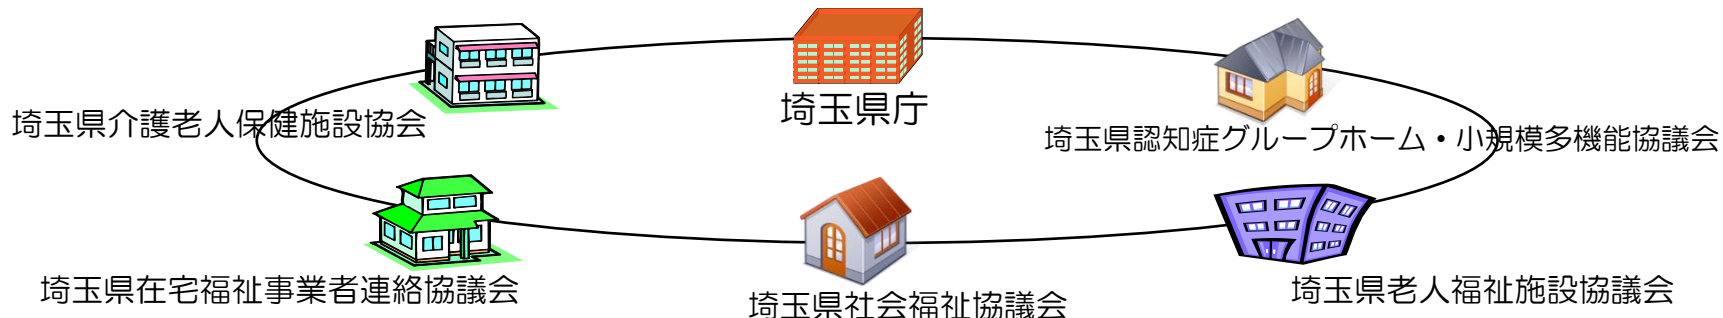 埼玉県庁
埼玉県介護老人保健施設協会
埼玉県認知症グループホーム・小規模多機能協議会
埼玉県在宅福祉事業者連絡協議会
埼玉県社会福祉協議会
埼玉県老人福祉施設協議会